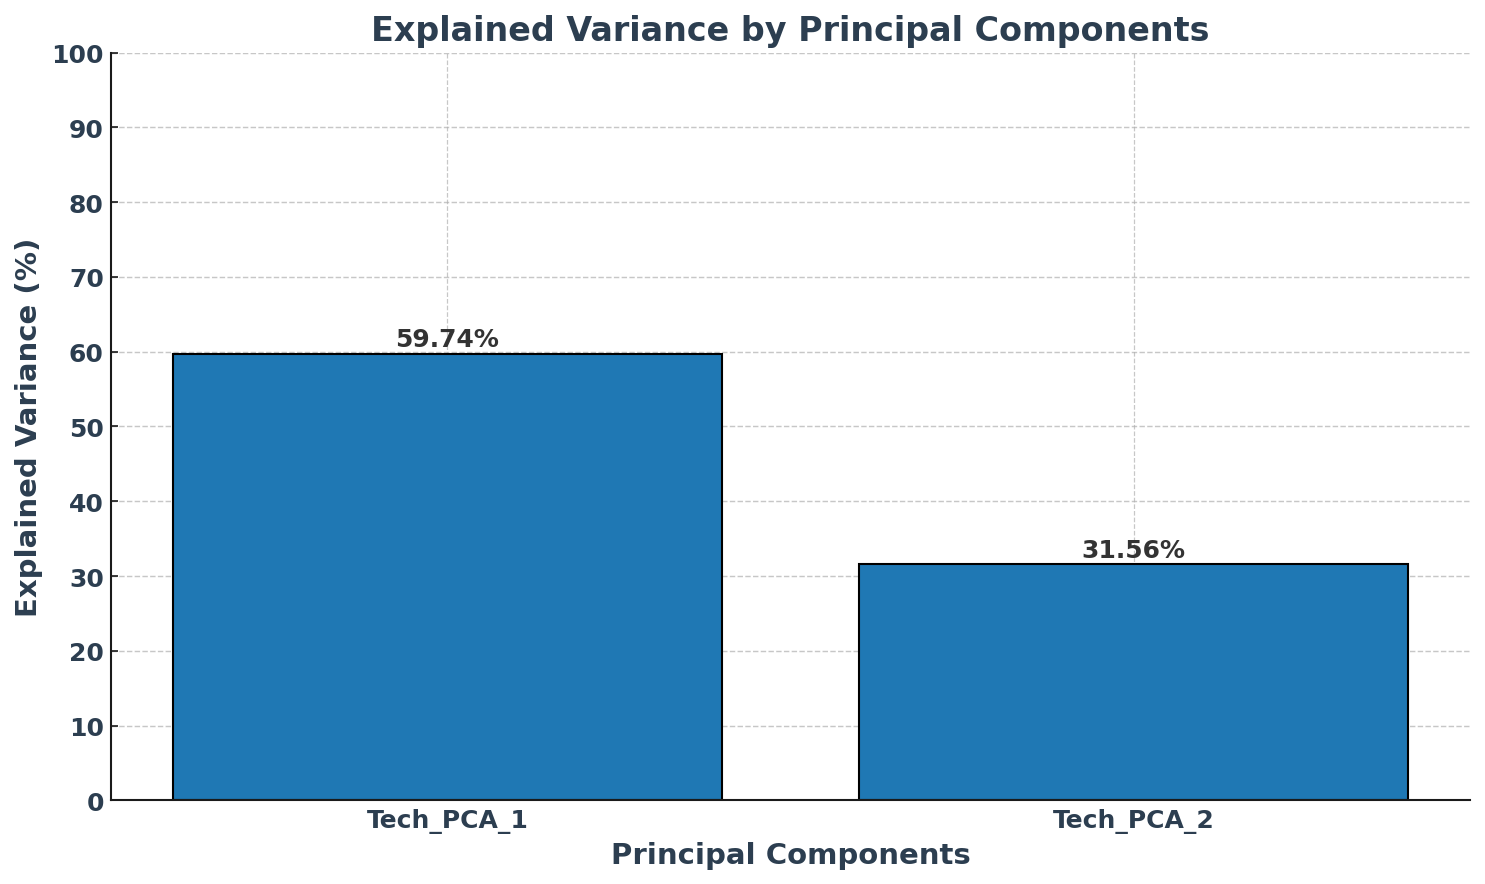 Explained Variance by Principal Components
100
90
80
70
60
50
40
30
20
10
0
Explained Variance (%)
59.74%
31.56%
Tech_PCA_1
Tech_PCA_2
Principal Components